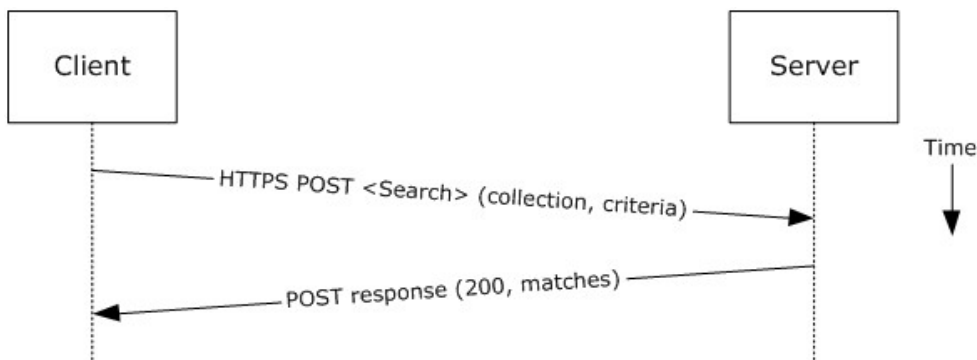 Client
Server
Time
HTTPS POST <Search> (collection, criteria)
POST response (200, matches)